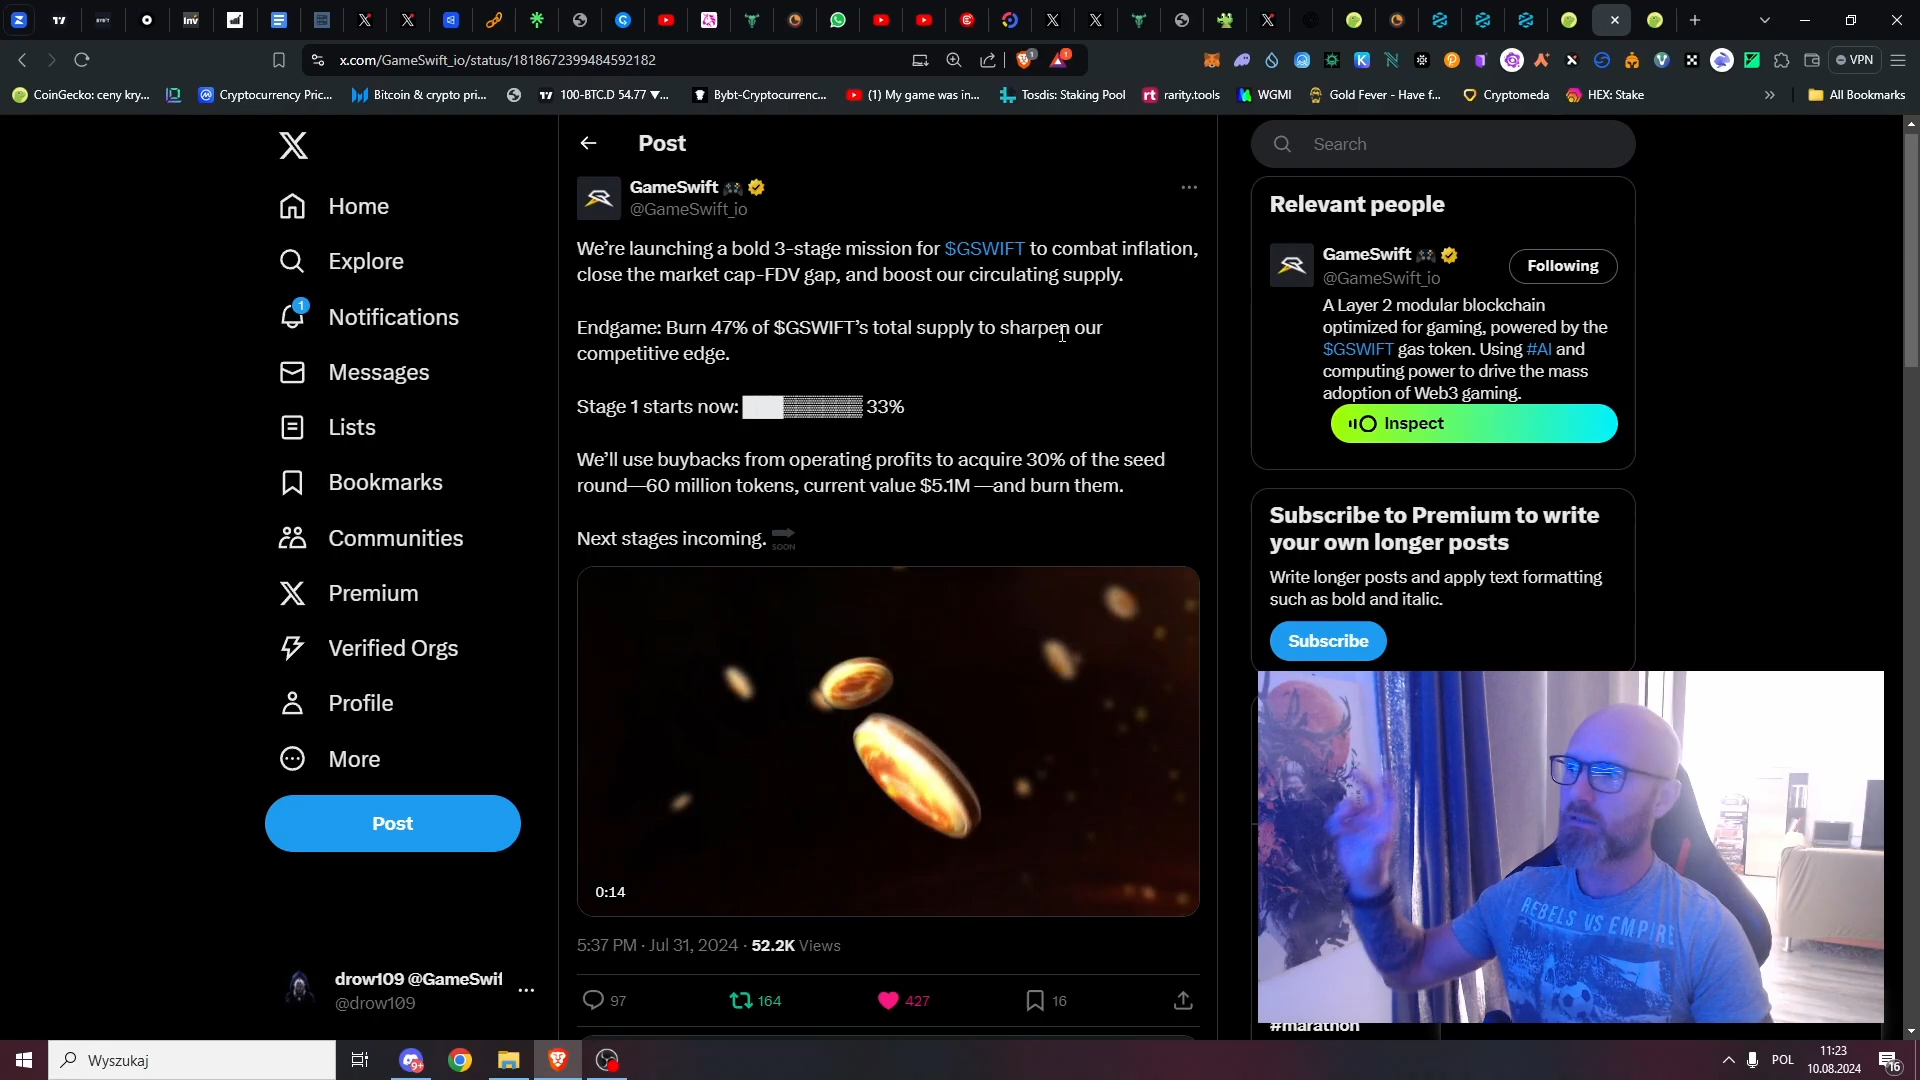 x.com/GameSwift_io/status/1818672399484592182
VPN
CoinGecko: ceny kry...
Cryptocurrency Pric...
Bitcoin & crypto pri...
100-BTC.D 54.77 ▼...
Bybt-Cryptocurrenc...
(1) My game was in...
Tosdis: Staking Pool
rarity.tools
WGMI
Gold Fever - Have f...
Cryptomeda
HEX: Stake
All Bookmarks
Home
Explore
1
Notifications
Messages
Lists
Bookmarks
Communities
Premium
Verified Orgs
Profile
More
Post
drow109 @GameSwif
@drow109
Post
GameSwift
@GameSwift_io
We’re launching a bold 3-stage mission for $GSWIFT to combat inflation,
close the market cap-FDV gap, and boost our circulating supply.
Endgame: Burn 47% of $GSWIFT’s total supply to sharpen our
competitive edge.
Stage 1 starts now: ███▒▒▒▒▒▒ 33%
We’ll use buybacks from operating profits to acquire 30% of the seed
round—60 million tokens, current value $5.1M —and burn them.
Next stages incoming. 🔜
0:14
5:37 PM · Jul 31, 2024 · 52.2K Views
97
164
427
16
Search
Relevant people
GameSwift
@GameSwift_io
Following
A Layer 2 modular blockchain
optimized for gaming, powered by the
$GSWIFT gas token. Using #AI and
computing power to drive the mass
adoption of Web3 gaming.
Inspect
Subscribe to Premium to write
your own longer posts
Write longer posts and apply text formatting
such as bold and italic.
Subscribe
REBELS VS EMPIRE
#marathon
Wyszukaj
9+
POL
11:23
10.08.2024
16